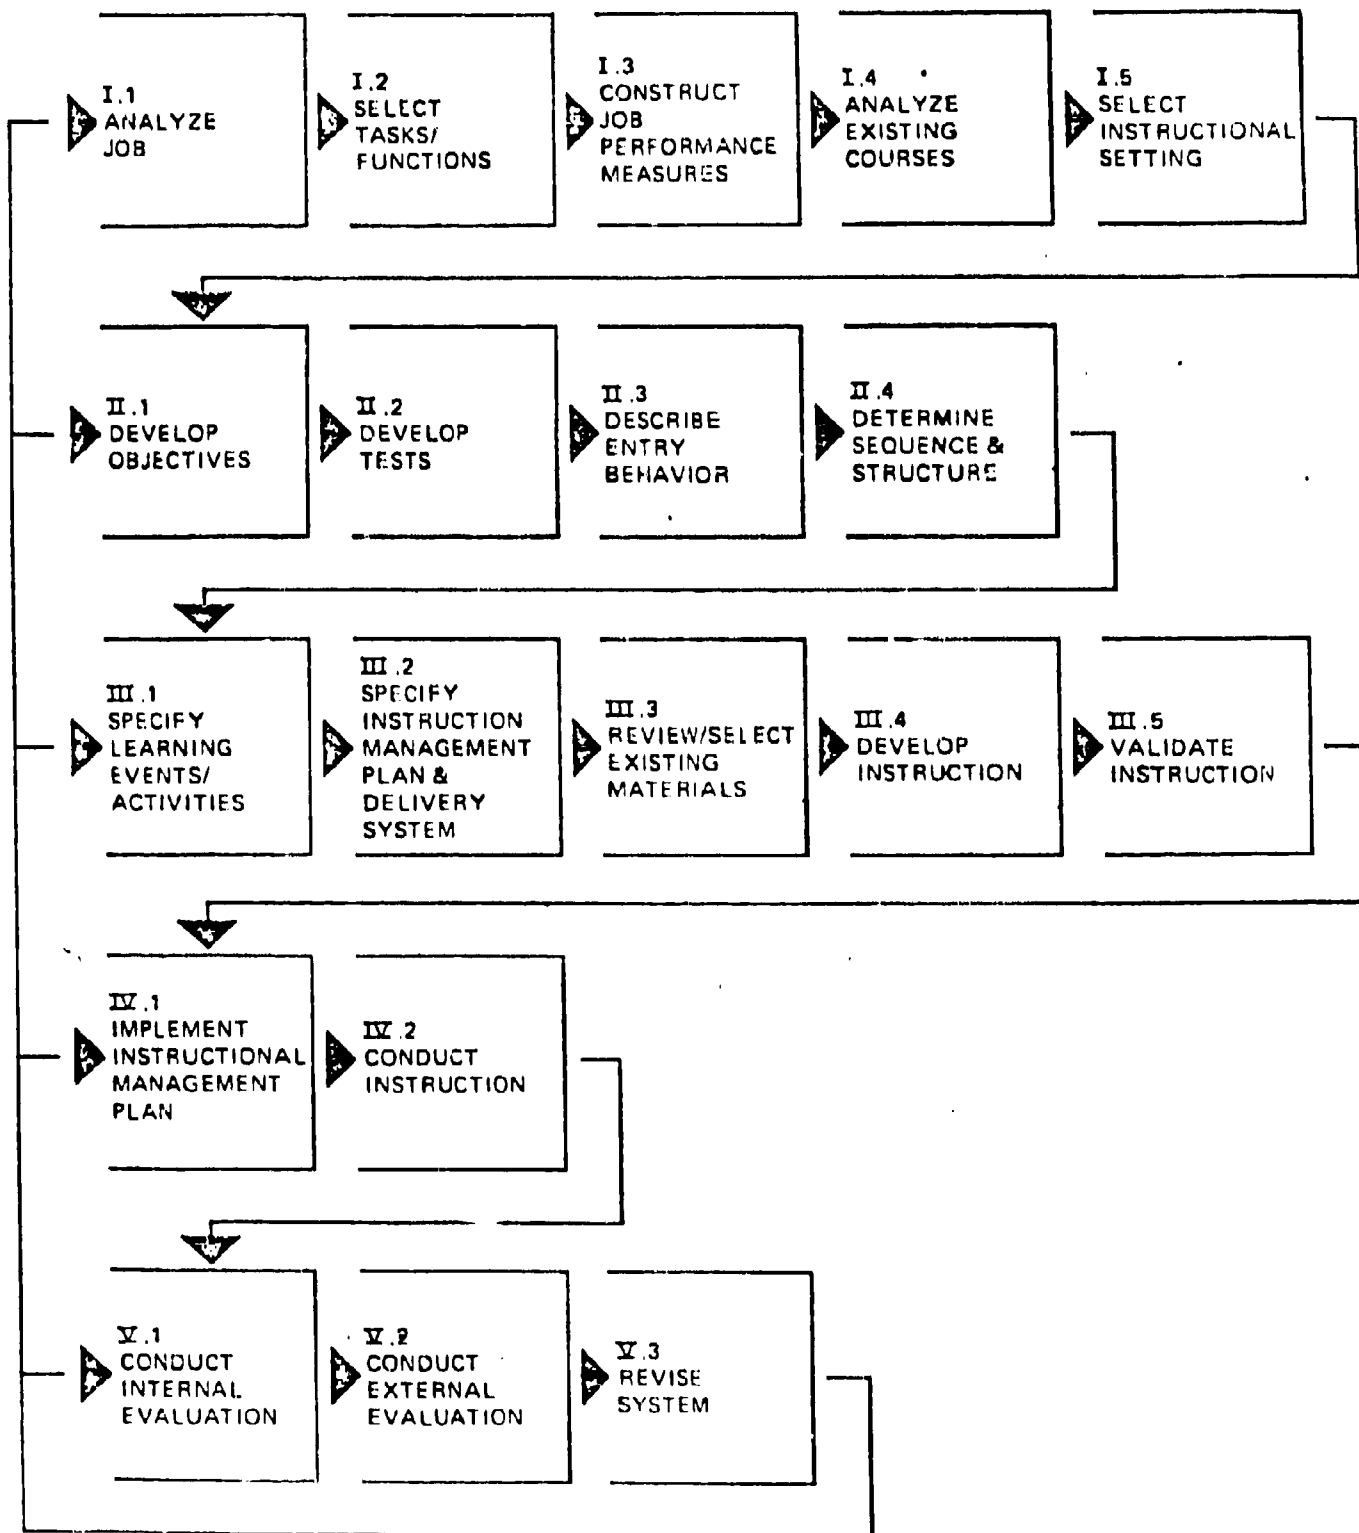 I.1
ANALYZE
JOB
I.2
SELECT
TASKS/
FUNCTIONS
I.3
CONSTRUCT
JOB
PERFORMANCE
MEASURES
I.4
ANALYZE
EXISTING
COURSES
I.5
SELECT
INSTRUCTIONAL
SETTING
II.1
DEVELOP
OBJECTIVES
II.2
DEVELOP
TESTS
II.3
DESCRIBE
ENTRY
BEHAVIOR
II.4
DETERMINE
SEQUENCE &
STRUCTURE
III.1
SPECIFY
LEARNING
EVENTS/
ACTIVITIES
III.2
SPECIFY
INSTRUCTION
MANAGEMENT
PLAN &
DELIVERY
SYSTEM
III.3
REVIEW/SELECT
EXISTING
MATERIALS
III.4
DEVELOP
INSTRUCTION
III.5
VALIDATE
INSTRUCTION
IV.1
IMPLEMENT
INSTRUCTIONAL
MANAGEMENT
PLAN
IV.2
CONDUCT
INSTRUCTION
V.1
CONDUCT
INTERNAL
EVALUATION
V.2
CONDUCT
EXTERNAL
EVALUATION
V.3
REVISE
SYSTEM